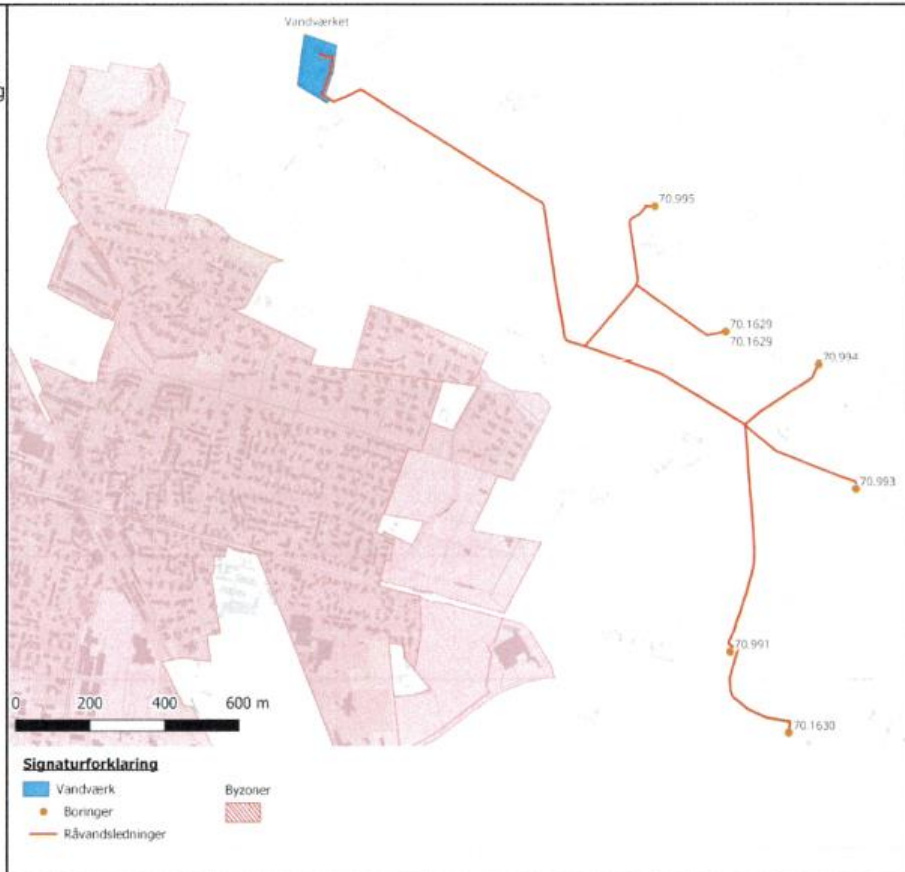 Vandværket
g
70.995
70.1629
70.1629
70.994
70.993
70.991
70.1630
0 200 400 600 m
Signaturforklaring
Vandværk
Byzoner
Boringer
Råvandsledninger